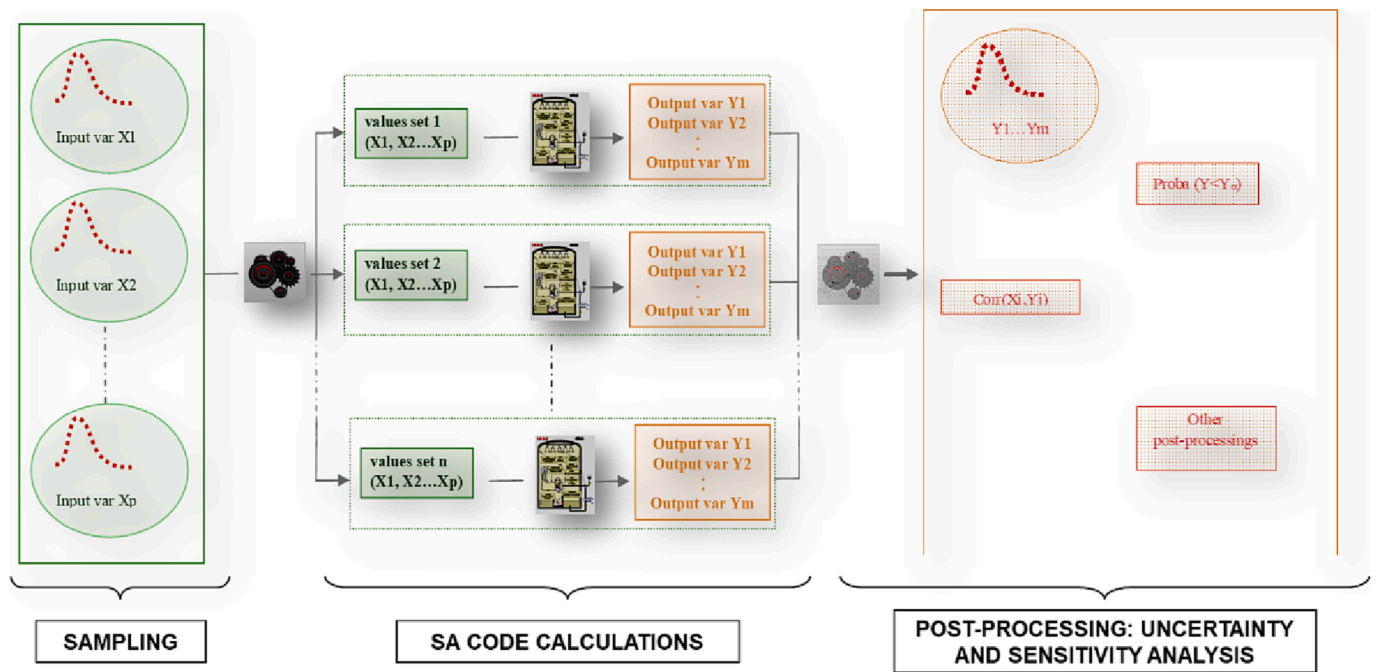 Input var X1
Input var X2
Input var Xp
values set 1
(X1, X2...Xp)
Output var Y1
Output var Y2
:
Output var Ym
values set 2
(X1, X2...Xp)
Output var Y1
Output var Y2
:
Output var Ym
values set n
(X1, X2...Xp)
Output var Y1
Output var Y2
:
Output var Ym
Y1...Ym
Proba (Y<Yα)
Corr(Xi,Yj)
Other
post-processings
SAMPLING
SA CODE CALCULATIONS
POST-PROCESSING: UNCERTAINTY
AND SENSITIVITY ANALYSIS